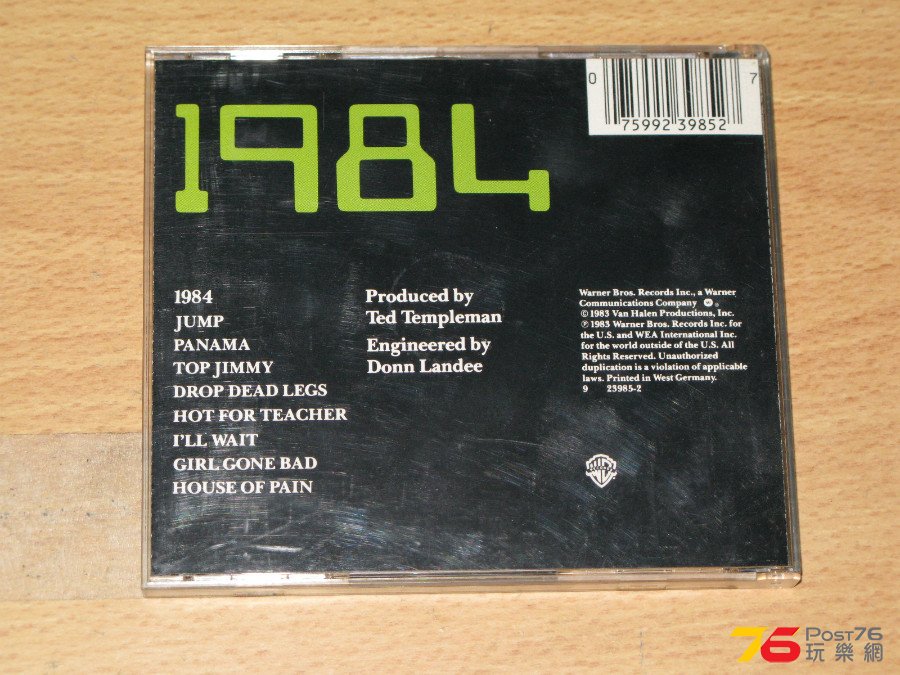 1984
0 75992 39852 7
1984
JUMP
PANAMA
TOP JIMMY
DROP DEAD LEGS
HOT FOR TEACHER
I'LL WAIT
GIRL GONE BAD
HOUSE OF PAIN
Produced by
Ted Templeman
Engineered by
Donn Landee
Warner Bros. Records Inc., a Warner
Communications Company
© 1983 Van Halen Productions, Inc.
℗ 1983 Warner Bros. Records Inc. for
the U.S. and WEA International Inc.
for the world outside of the U.S. All
Rights Reserved. Unauthorized
duplication is a violation of applicable
laws. Printed in West Germany.
9 23985-2
76 POST76
玩樂網